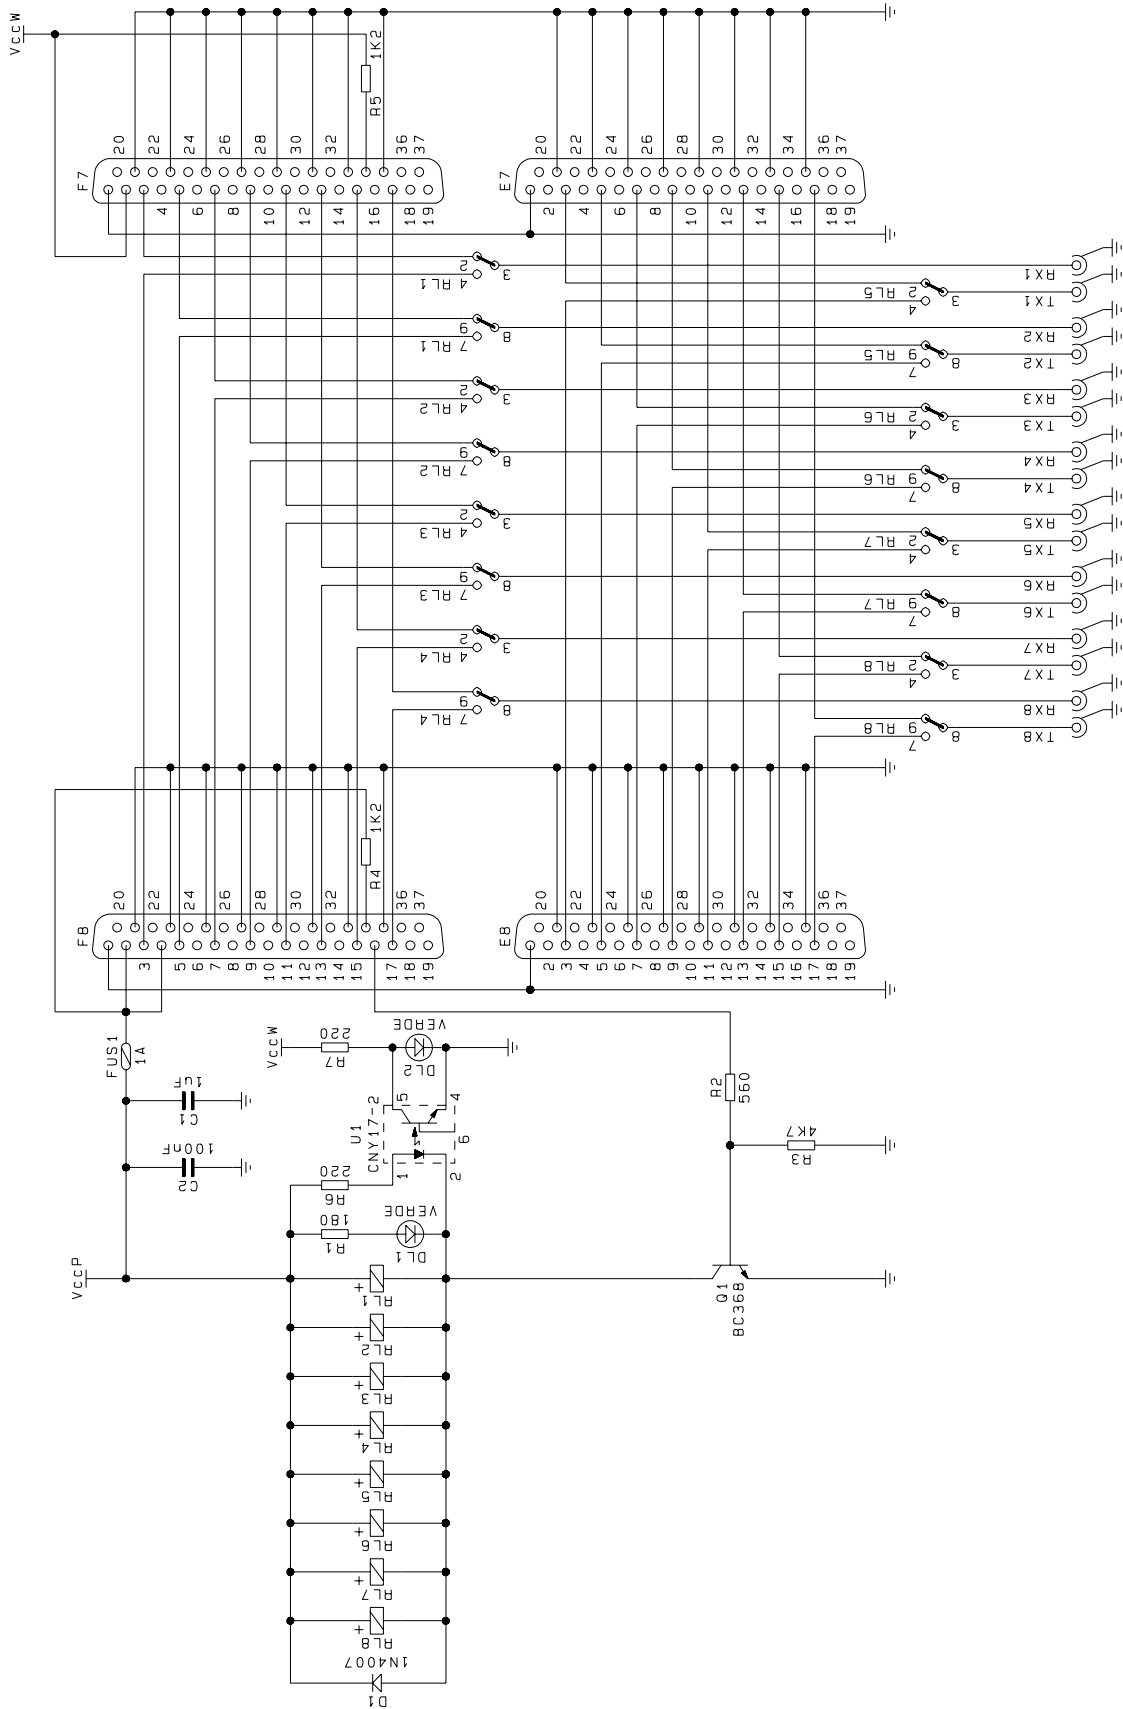 VccW
1K2
R5
20 22 24 26 28 30 32 36 37
F7
4 6 8 10 12 14 16 18 19
20 22 24 26 28 30 32 34 36 37
E7
2 4 6 8 10 12 14 16 18 19
2 3 4 RL1
RX1
2 3 4 RL5
TX1
9 8 7 RL1
RX2
9 8 7 RL5
TX2
2 3 4 RL2
RX3
2 3 4 RL6
TX3
9 8 7 RL2
RX4
9 8 7 RL6
TX4
2 3 4 RL3
RX5
2 3 4 RL7
TX5
9 8 7 RL3
RX6
9 8 7 RL7
TX6
2 3 4 RL4
RX7
2 3 4 RL8
TX7
9 8 7 RL4
RX8
9 8 7 RL8
TX8
1K2
R4
20 22 24 26 28 30 32 36 37
F8
3 5 6 7 8 9 10 11 12 13 15 17 18 19
20 22 24 26 28 30 32 34 36 37
E8
2 3 4 5 6 7 8 9 10 11 12 13 14 15 16 17 18 19
FUS1
1A
1uF
C1
100nF
C2
VccW
220
R7
VERDE
DL2
U1
CNY17-2
5
4
6
1
2
220
R6
180
R1
VERDE
DL1
R2
560
4K7
R3
VccP
Q1
BC368
+
RL1
+
RL2
+
RL3
+
RL4
+
RL5
+
RL6
+
RL7
+
RL8
1N4007
D1